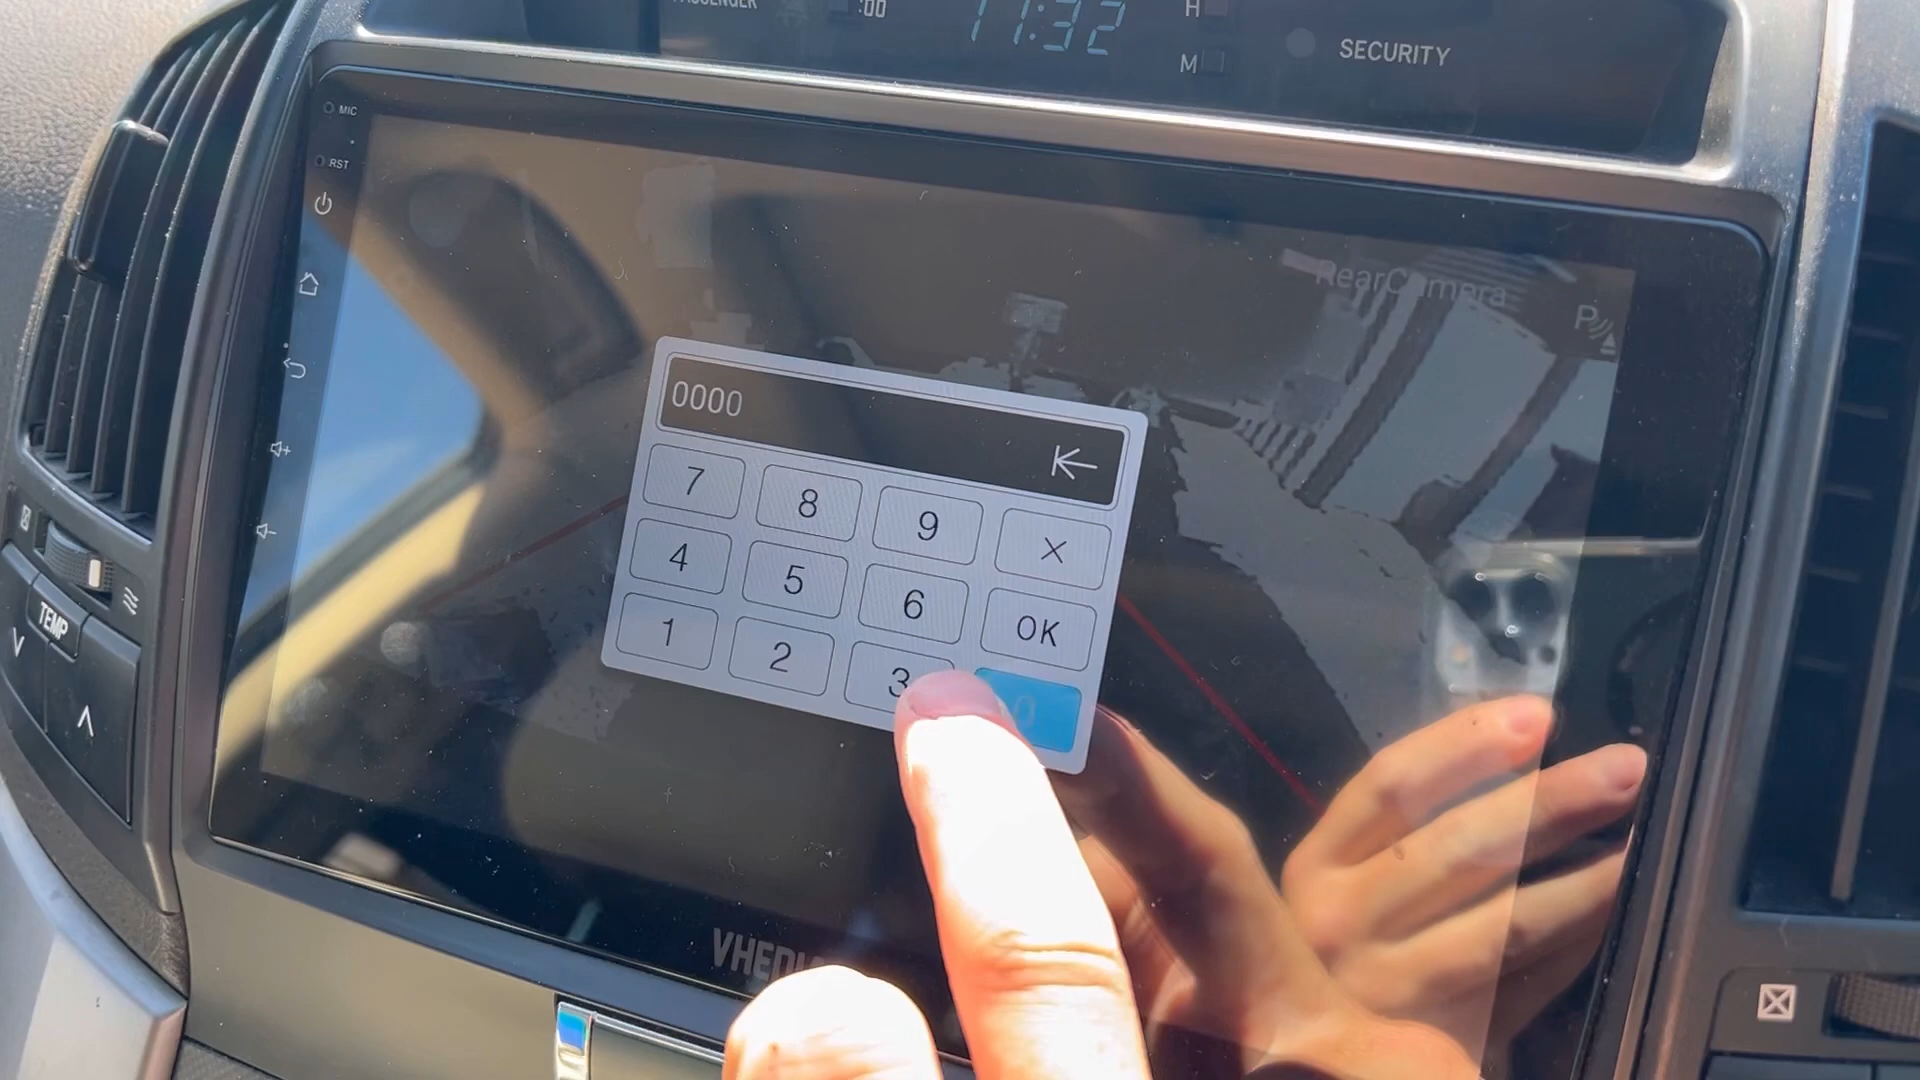 PASSENGER
:00
11:32
H
M
SECURITY
MIC
RST
RearCamera
P
0000
7 8 9 ×
4 5 6 OK
1 2 3 0
TEMP